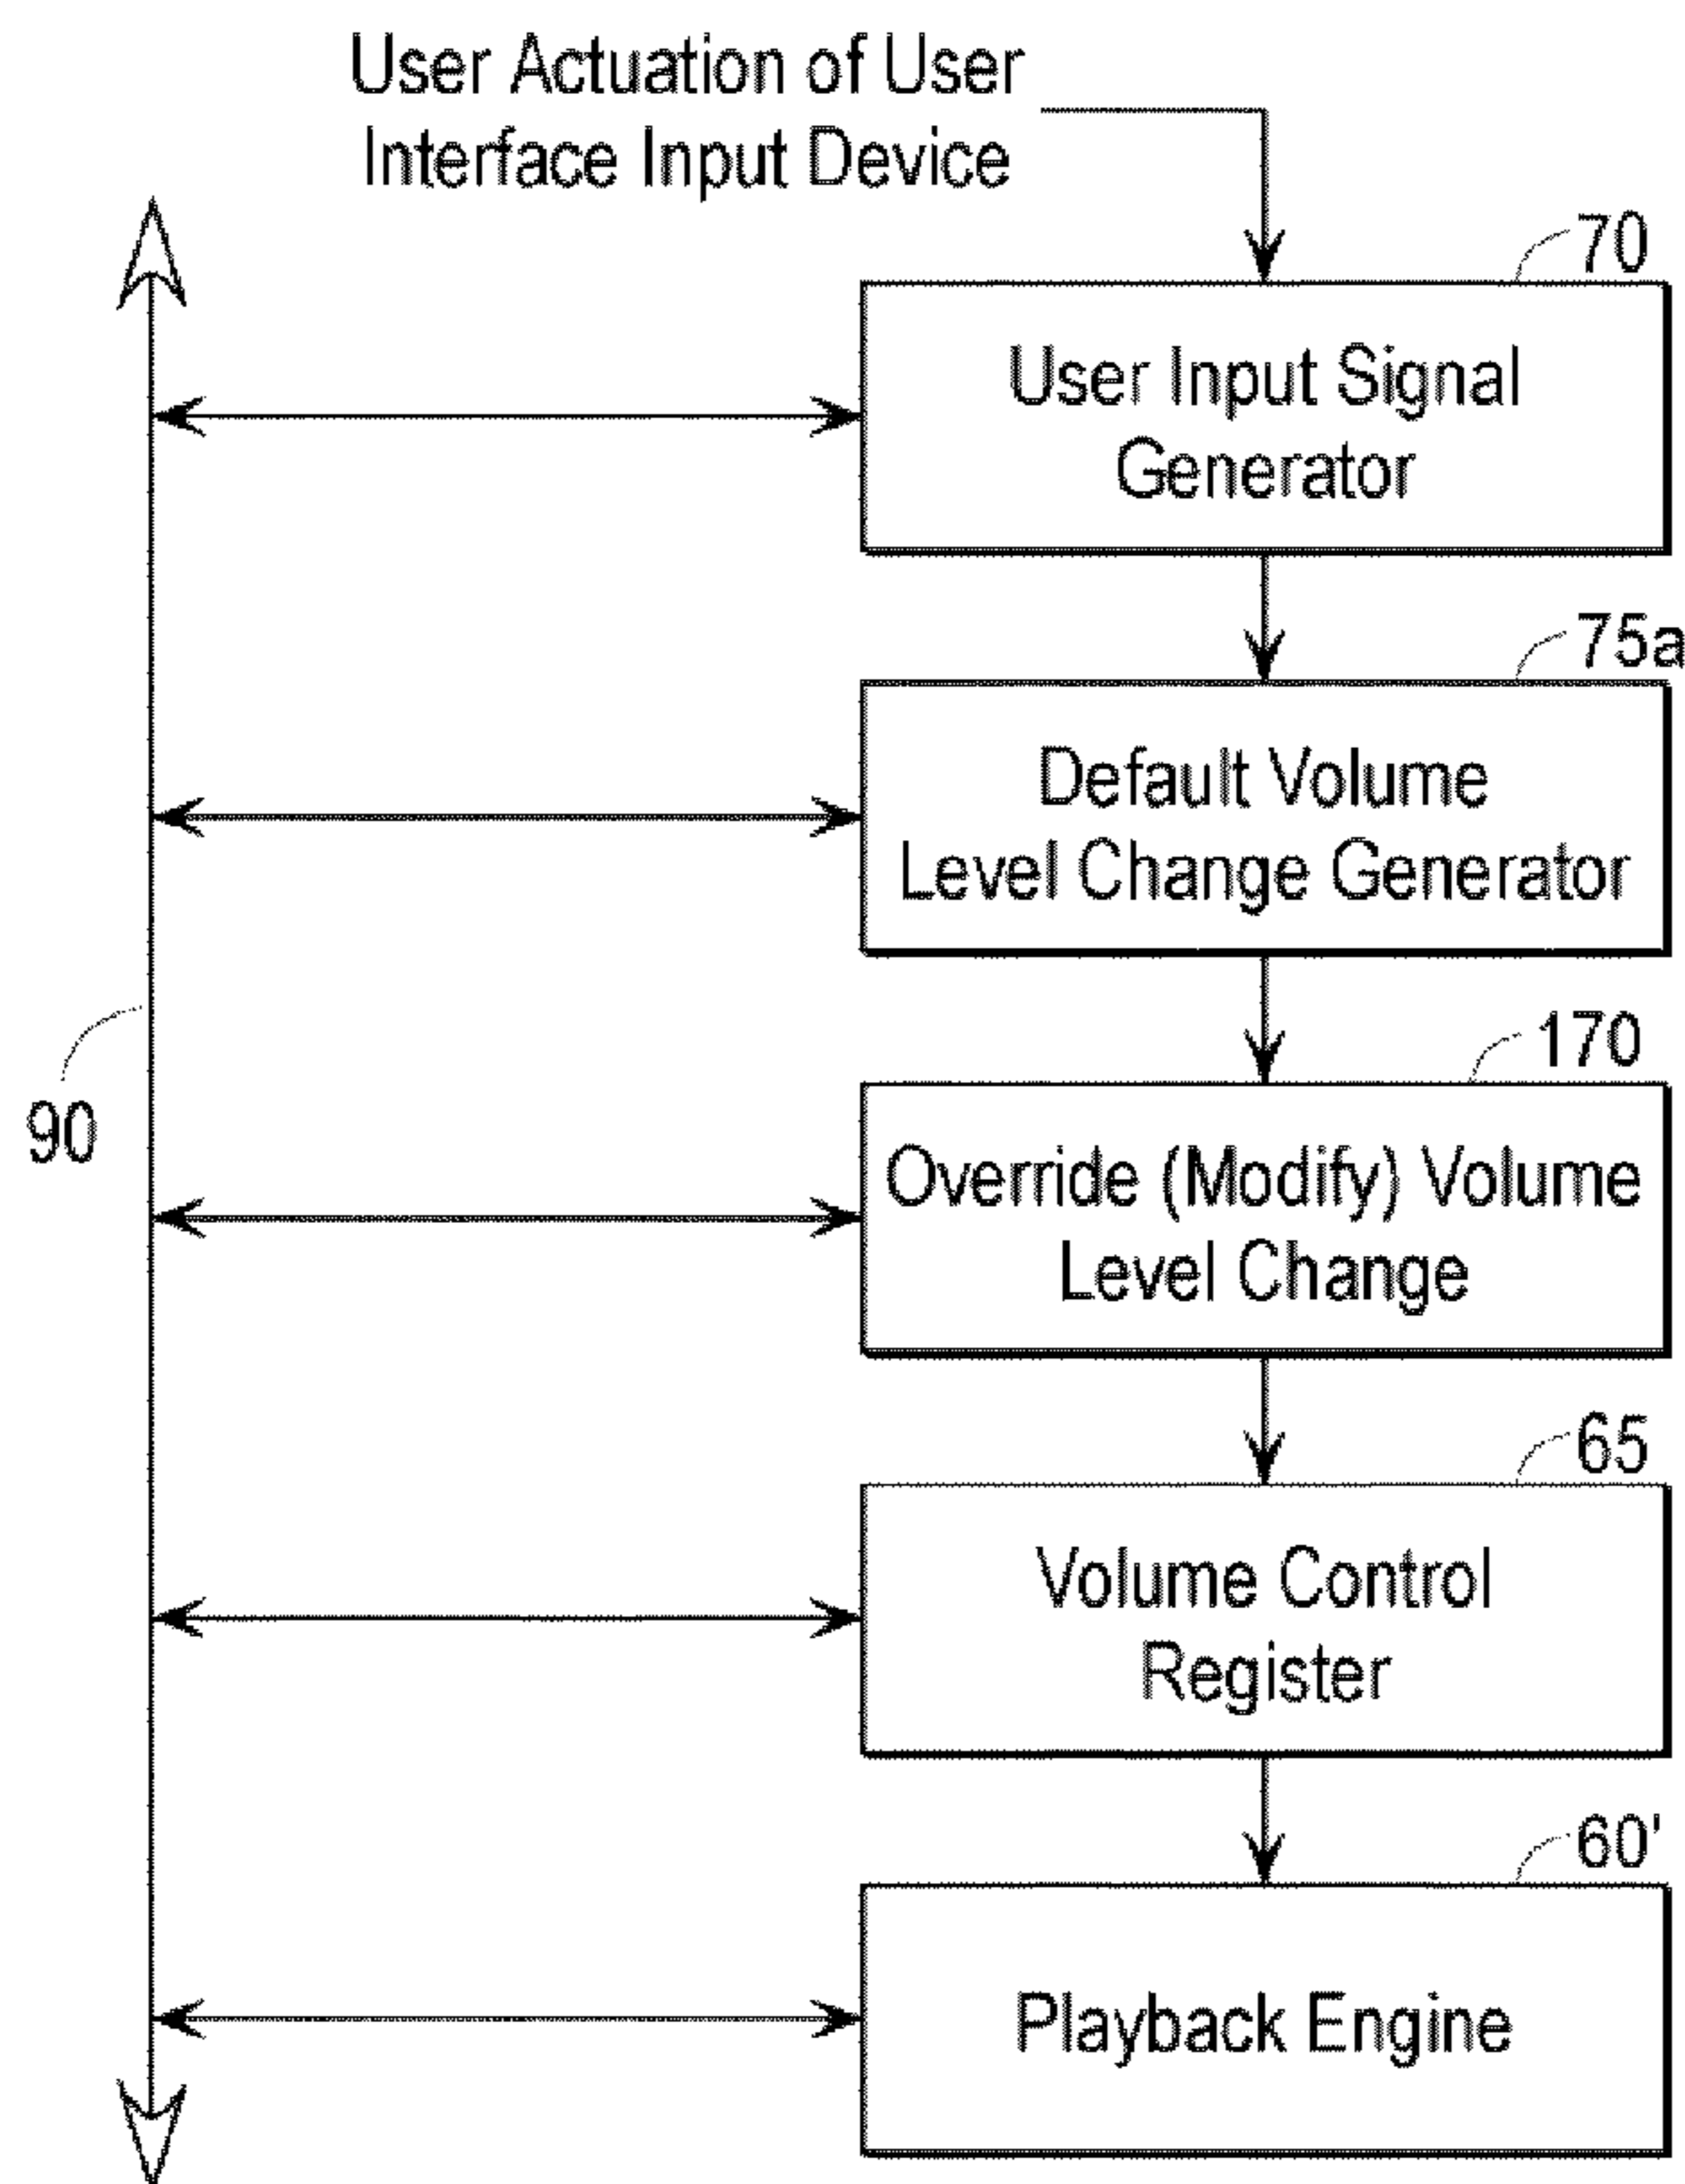 User Actuation of User
Interface Input Device
70
User Input Signal
Generator
75a
Default Volume
Level Change Generator
90
170
Override (Modify) Volume
Level Change
65
Volume Control
Register
60'
Playback Engine